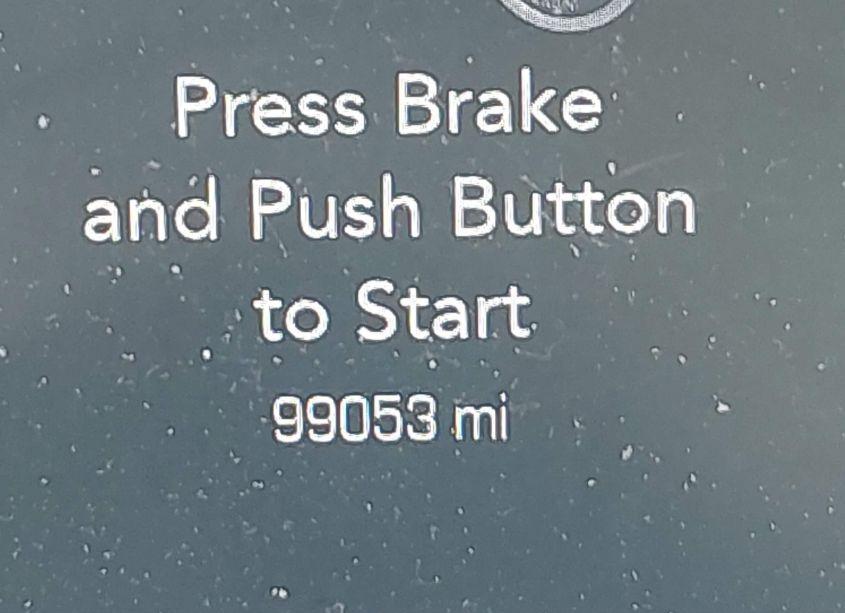 Press Brake
and Push Button
to Start
99053 mi